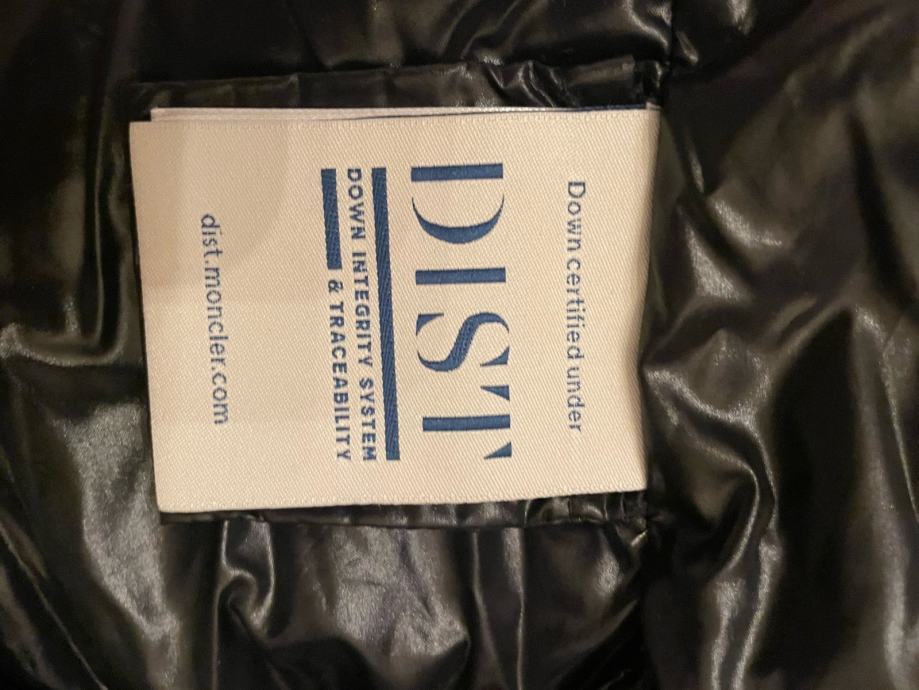 Down certified under
DIST
DOWN INTEGRITY SYSTEM
& TRACEABILITY
dist.moncler.com